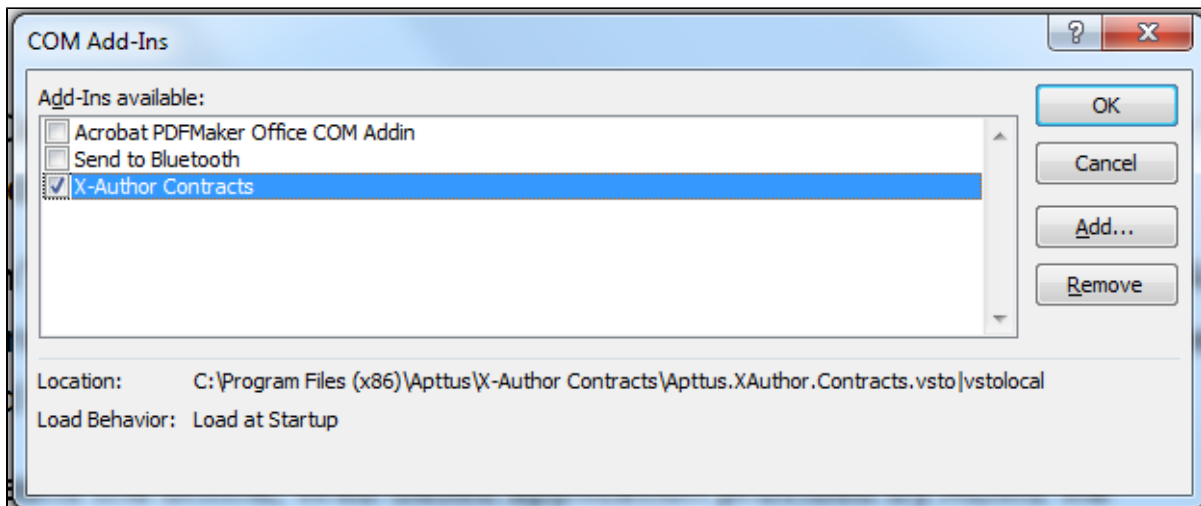 COM Add-Ins
?
X
Add-Ins available:
Acrobat PDFMaker Office COM Addin
Send to Bluetooth
X-Author Contracts
OK
Cancel
Add...
Remove
Location: C:\Program Files (x86)\Apttus\X-Author Contracts\Apttus.XAuthor.Contracts.vsto|vstolocal
Load Behavior: Load at Startup